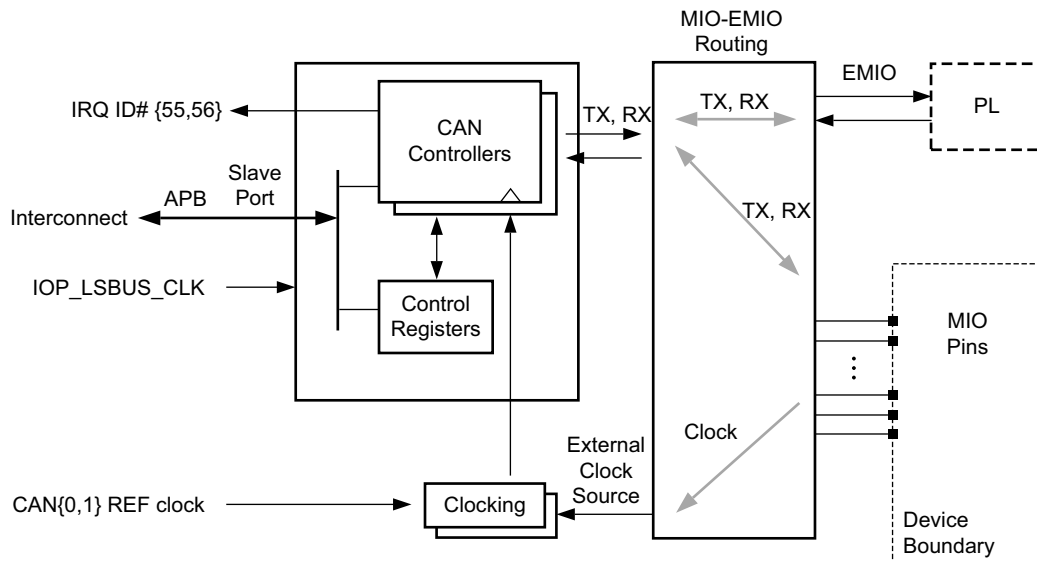 MIO-EMIO
Routing
EMIO
PL
IRQ ID# {55,56}
CAN
Controllers
TX, RX
TX, RX
Slave
Port
APB
Interconnect
TX, RX
IOP_LSBUS_CLK
Control
Registers
MIO
Pins
Clock
External
Clock
Source
CAN{0,1} REF clock
Clocking
Device
Boundary